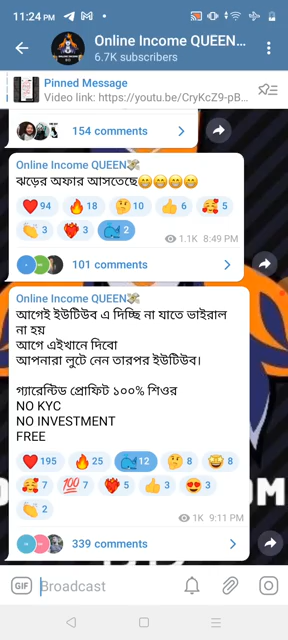 11:24 PM
Online Income QUEEN...
6.7K subscribers
Pinned Message
Video link: https://youtu.be/CryKcZ9-pB...
154 comments
Online Income QUEEN💸
ঝড়ের অফার আসতেছে😁😁😁😁
❤️ 94 🔥 18 🤔 10 👍 6 🥰 5
👏 3 ❤️‍🔥 3 🐳 2
1.1K 8:49 PM
101 comments
Online Income QUEEN💸
আগেই ইউটিউব এ দিচ্ছি না যাতে ভাইরাল
না হয়
আগে এইখানে দিবো
আপনারা লুটে নেন তারপর ইউটিউব।
গ্যারেন্টিড প্রোফিট ১০০% শিওর
NO KYC
NO INVESTMENT
FREE
❤️ 195 🔥 25 🐳 12 🤔 8 🤩 8
🥰 7 💯 7 ❤️‍🔥 5 👍 3 😍 3
👏 2
1K 9:11 PM
339 comments
GIF Broadcast